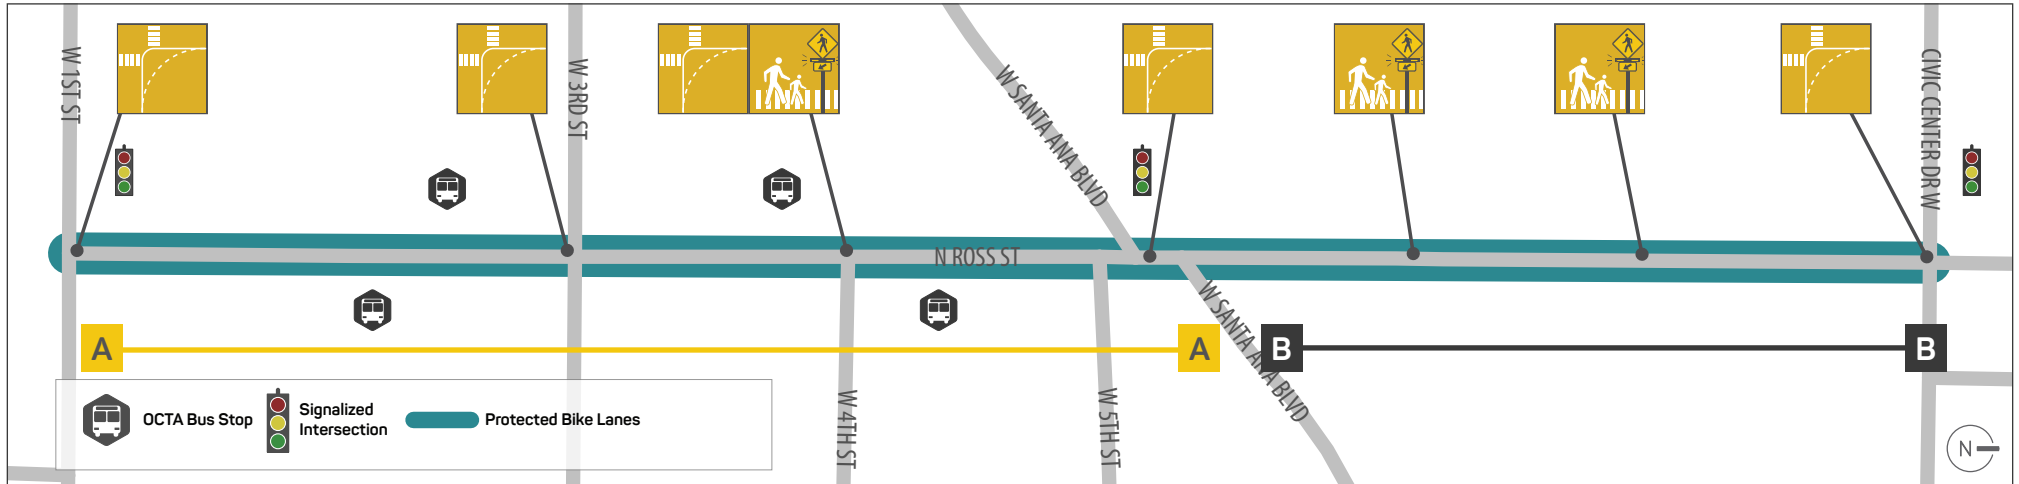 W 1ST ST
W 3RD ST
W SANTA ANA BLVD
CIVIC CENTER DR W
N ROSS ST
W SANTA ANA BLVD
A
A
B
B
W 4TH ST
W 5TH ST
OCTA Bus Stop
Signalized
Intersection
Protected Bike Lanes
N